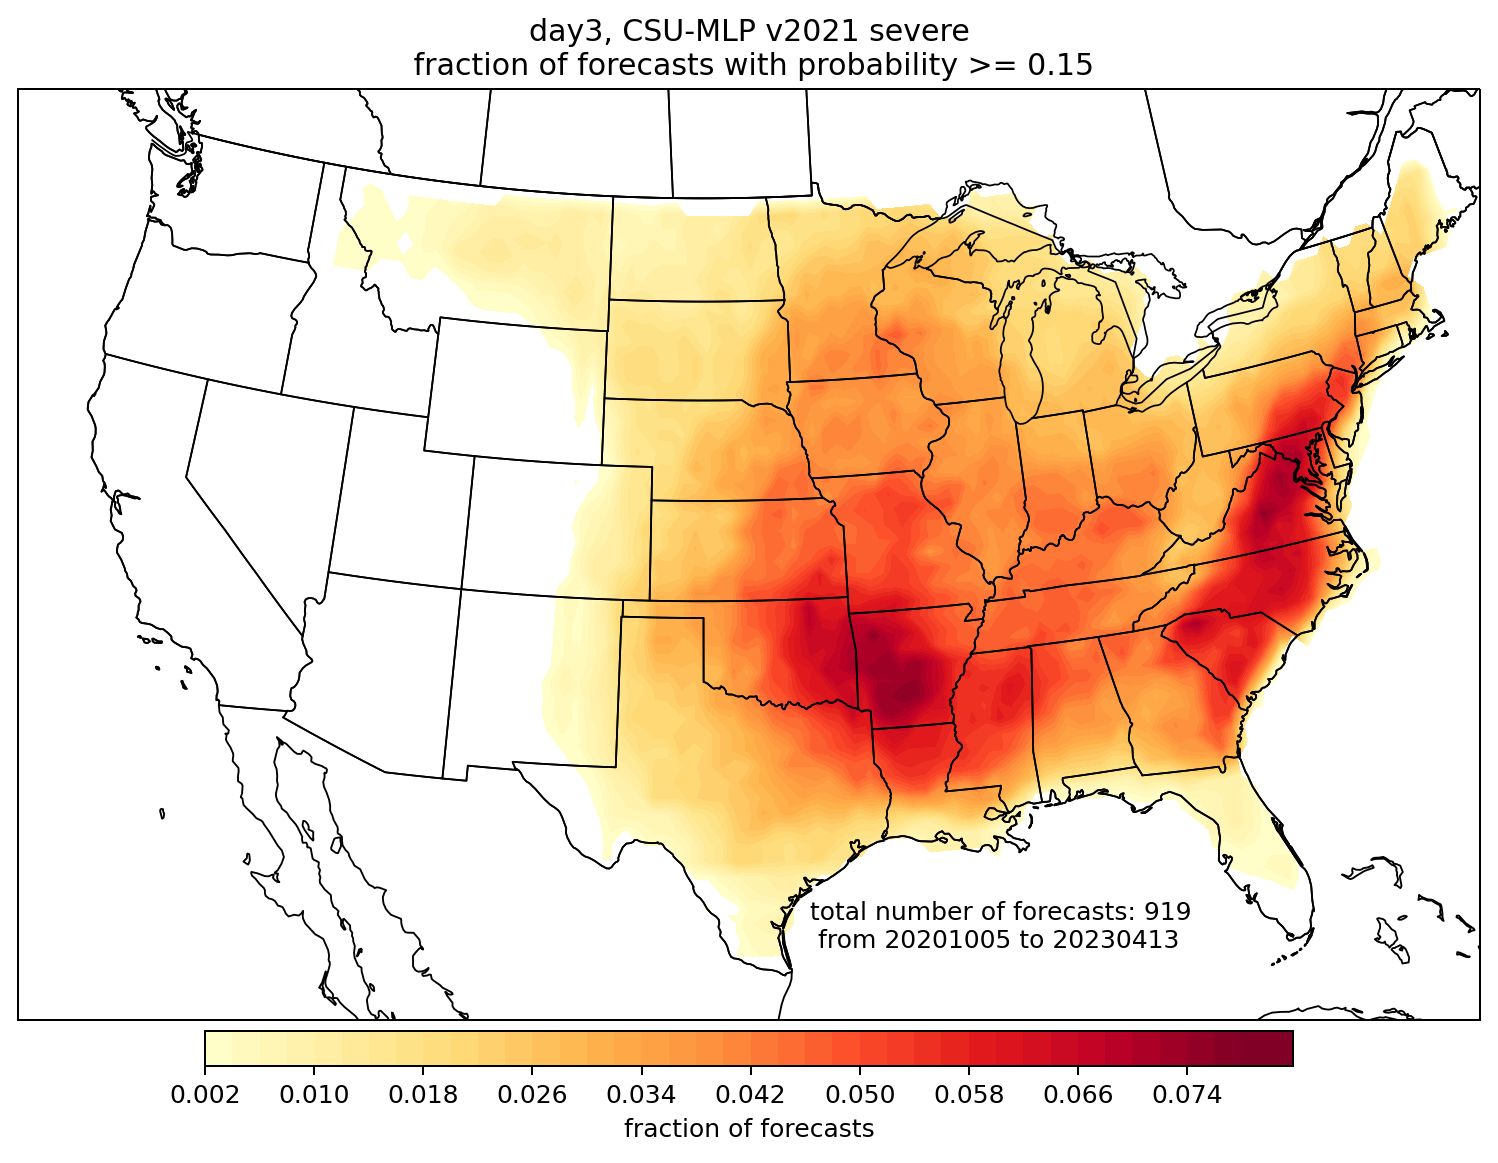 day3, CSU-MLP v2021 severe
fraction of forecasts with probability >= 0.15
total number of forecasts: 919
from 20201005 to 20230413
0.002 0.010 0.018 0.026 0.034 0.042 0.050 0.058 0.066 0.074
fraction of forecasts